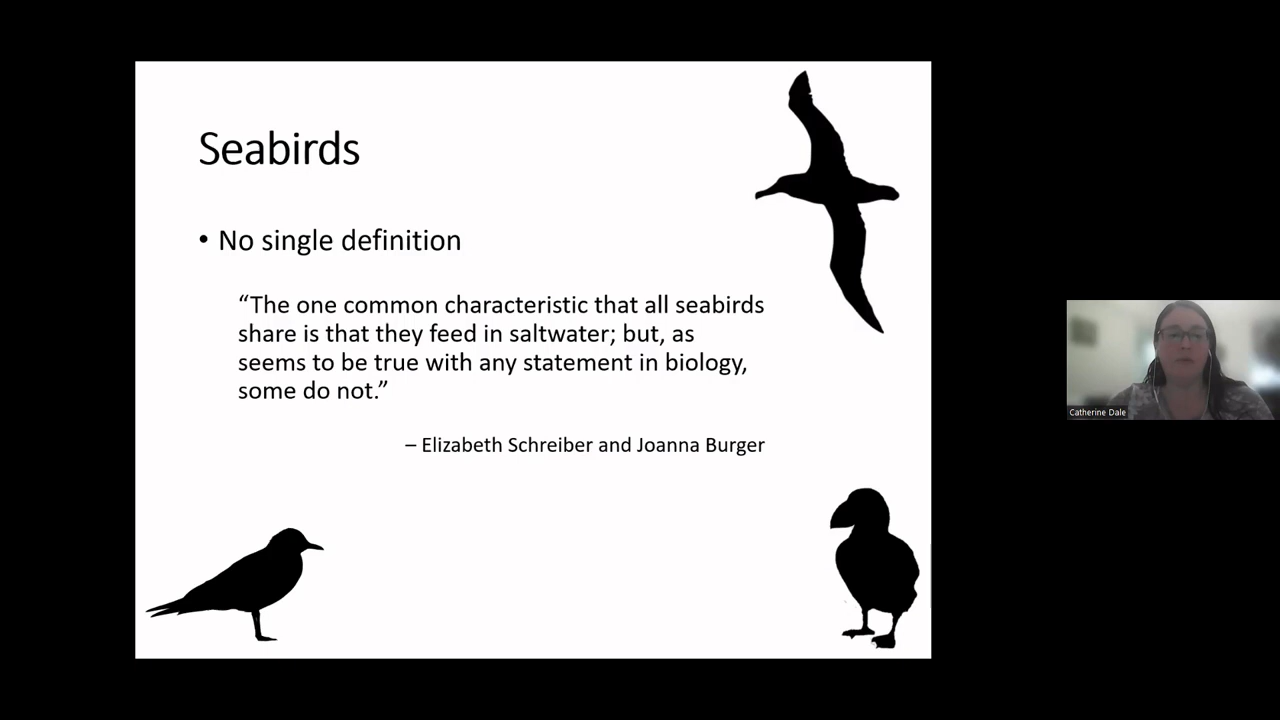 Seabirds
• No single definition
“The one common characteristic that all seabirds
share is that they feed in saltwater; but, as
seems to be true with any statement in biology,
some do not.”
– Elizabeth Schreiber and Joanna Burger
Catherine Dale